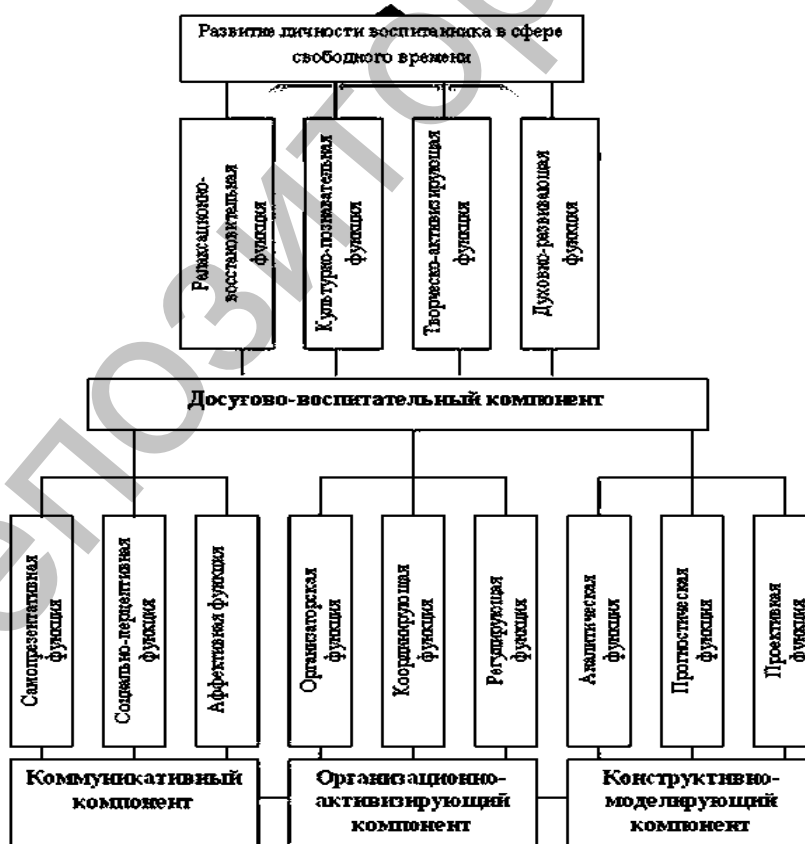 Развитие личности воспитанника в сфере
свободного времени
Релаксационно-
восстановительная
функция
Культурно-познавательная
функция
Творческо-активизирующая
функция
Духовно-развивающая
функция
Досугово-воспитательный компонент
Самопрезентативная
функция
Социально-перцептивная
функция
Аффективная функция
Организаторская
функция
Координирующая
функция
Регулирующая
функция
Аналитическая
функция
Прогностическая
функция
Проективная
функция
Коммуникативный
компонент
Организационно-
активизирующий
компонент
Конструктивно-
моделирующий
компонент
епозитор